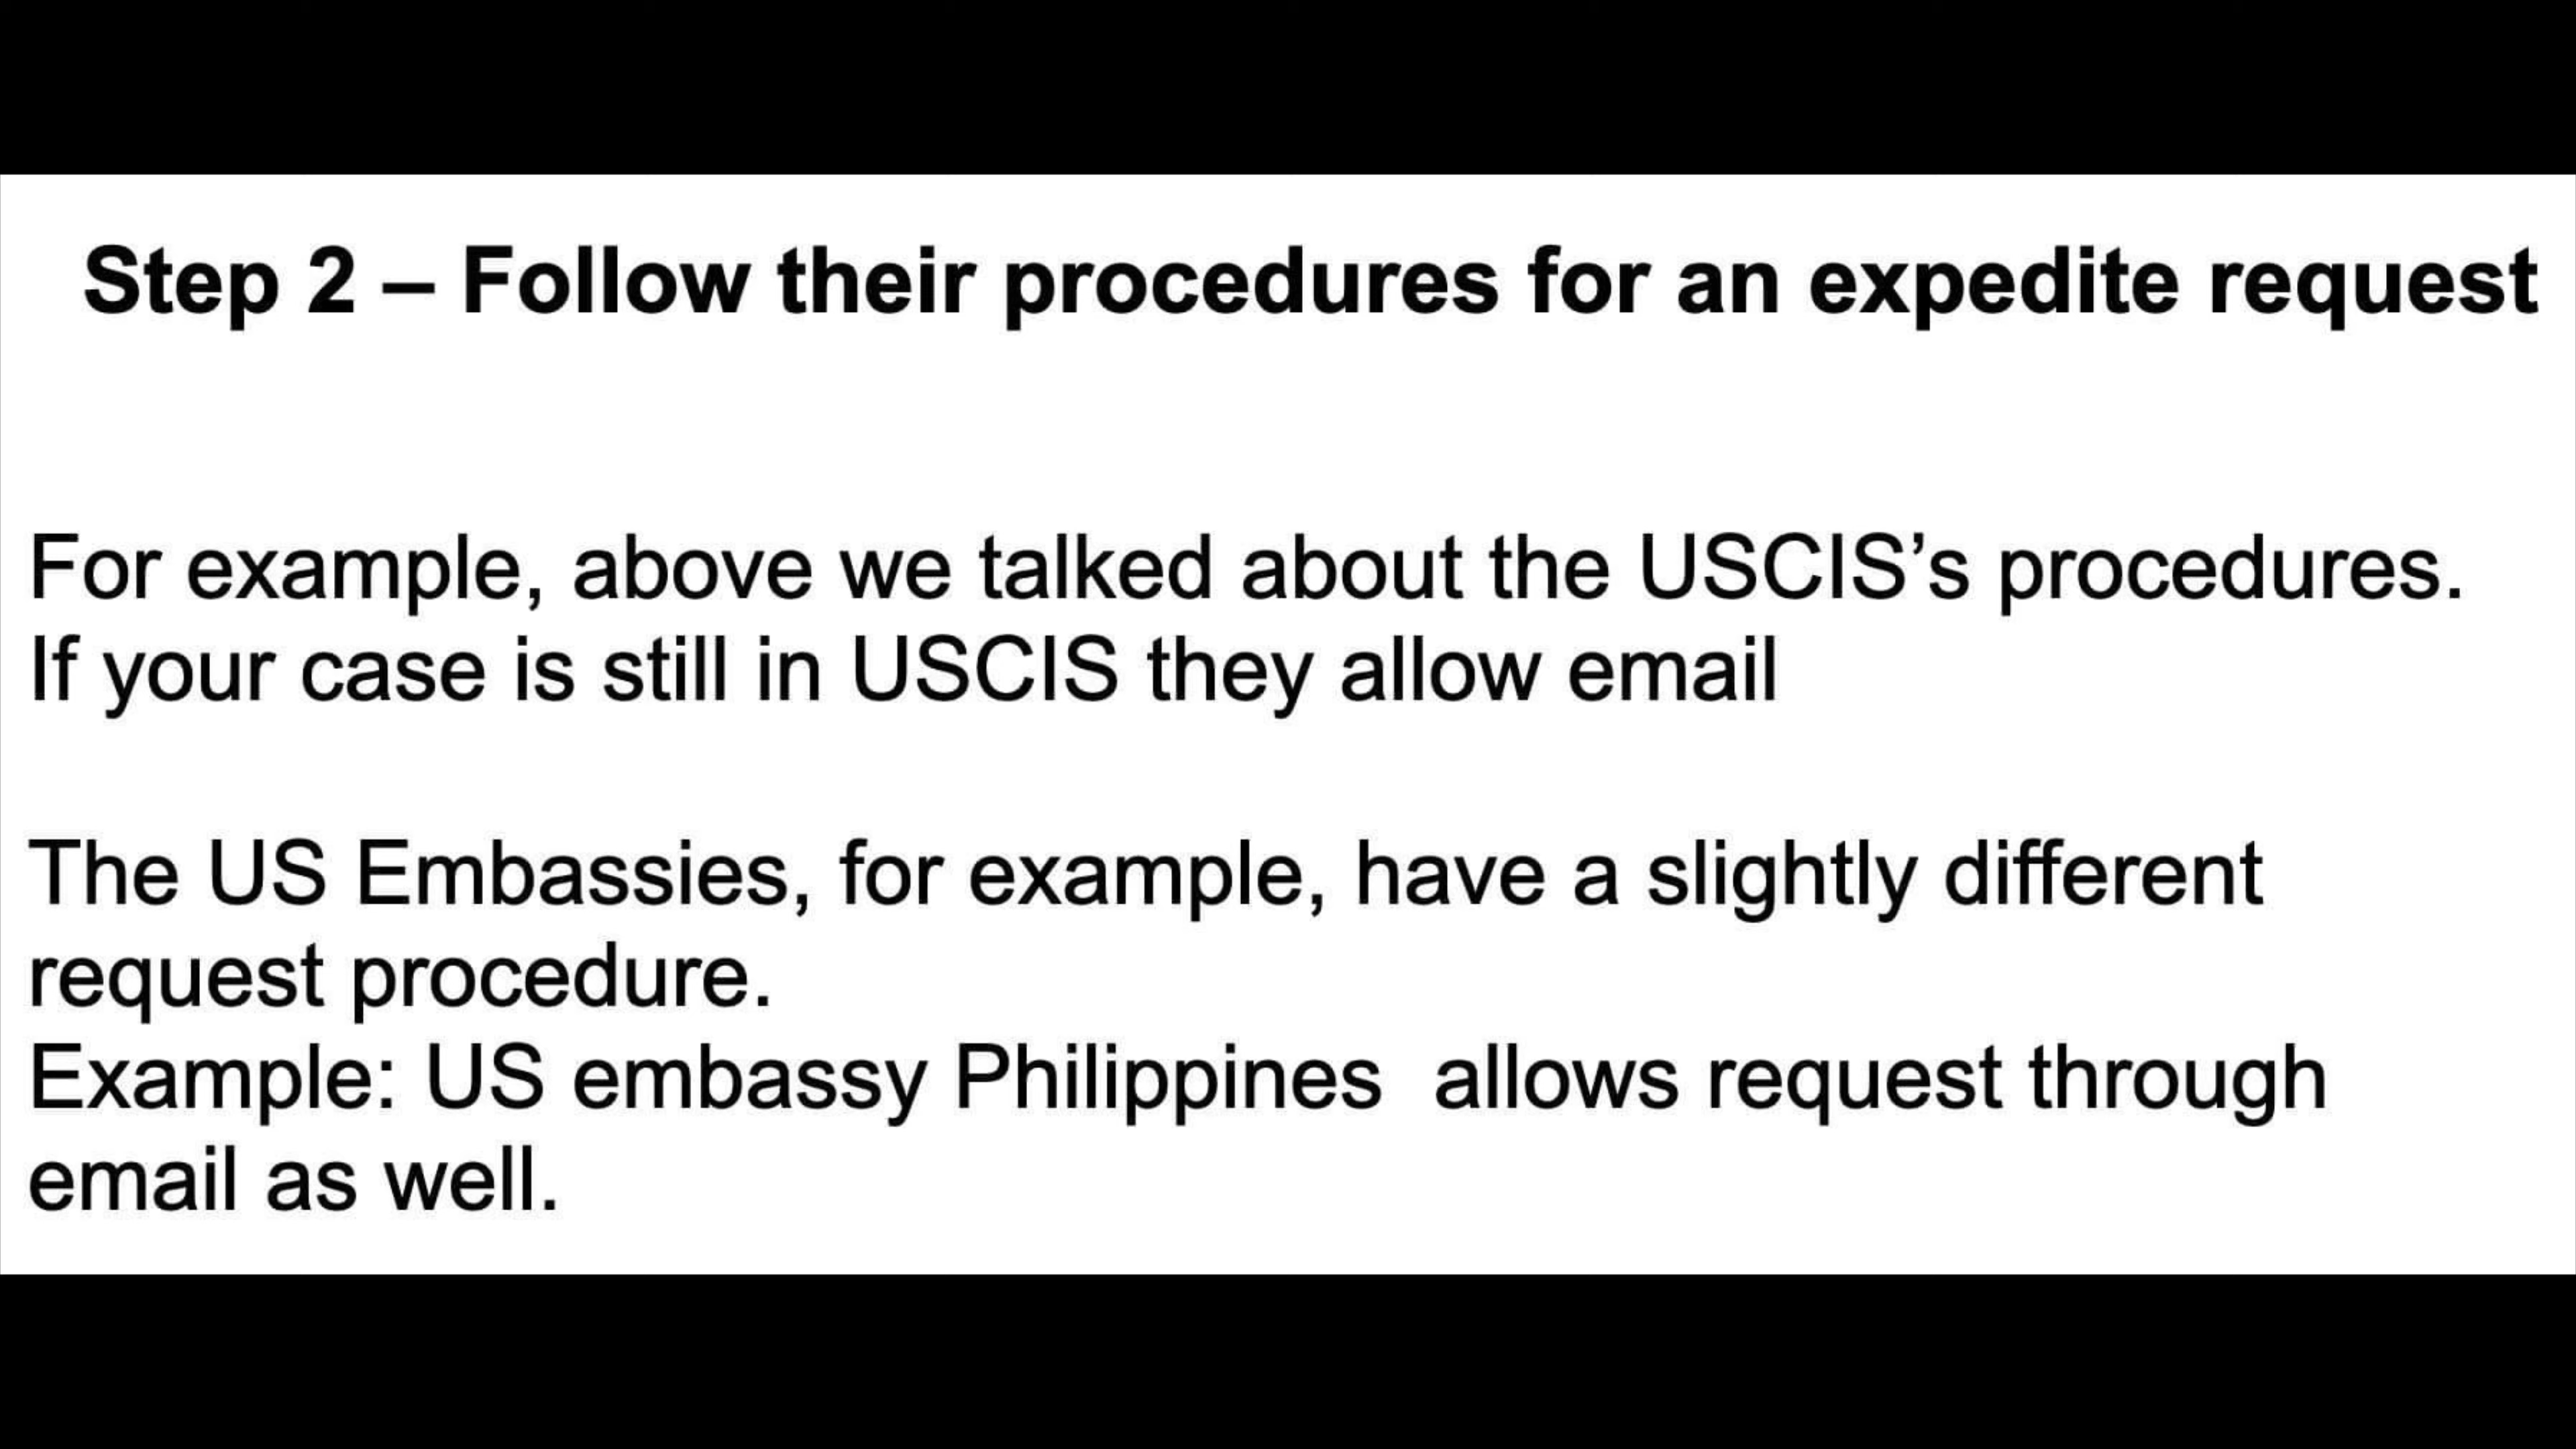 Step 2 – Follow their procedures for an expedite request
For example, above we talked about the USCIS’s procedures.
If your case is still in USCIS they allow email
The US Embassies, for example, have a slightly different
request procedure.
Example: US embassy Philippines  allows request through
email as well.